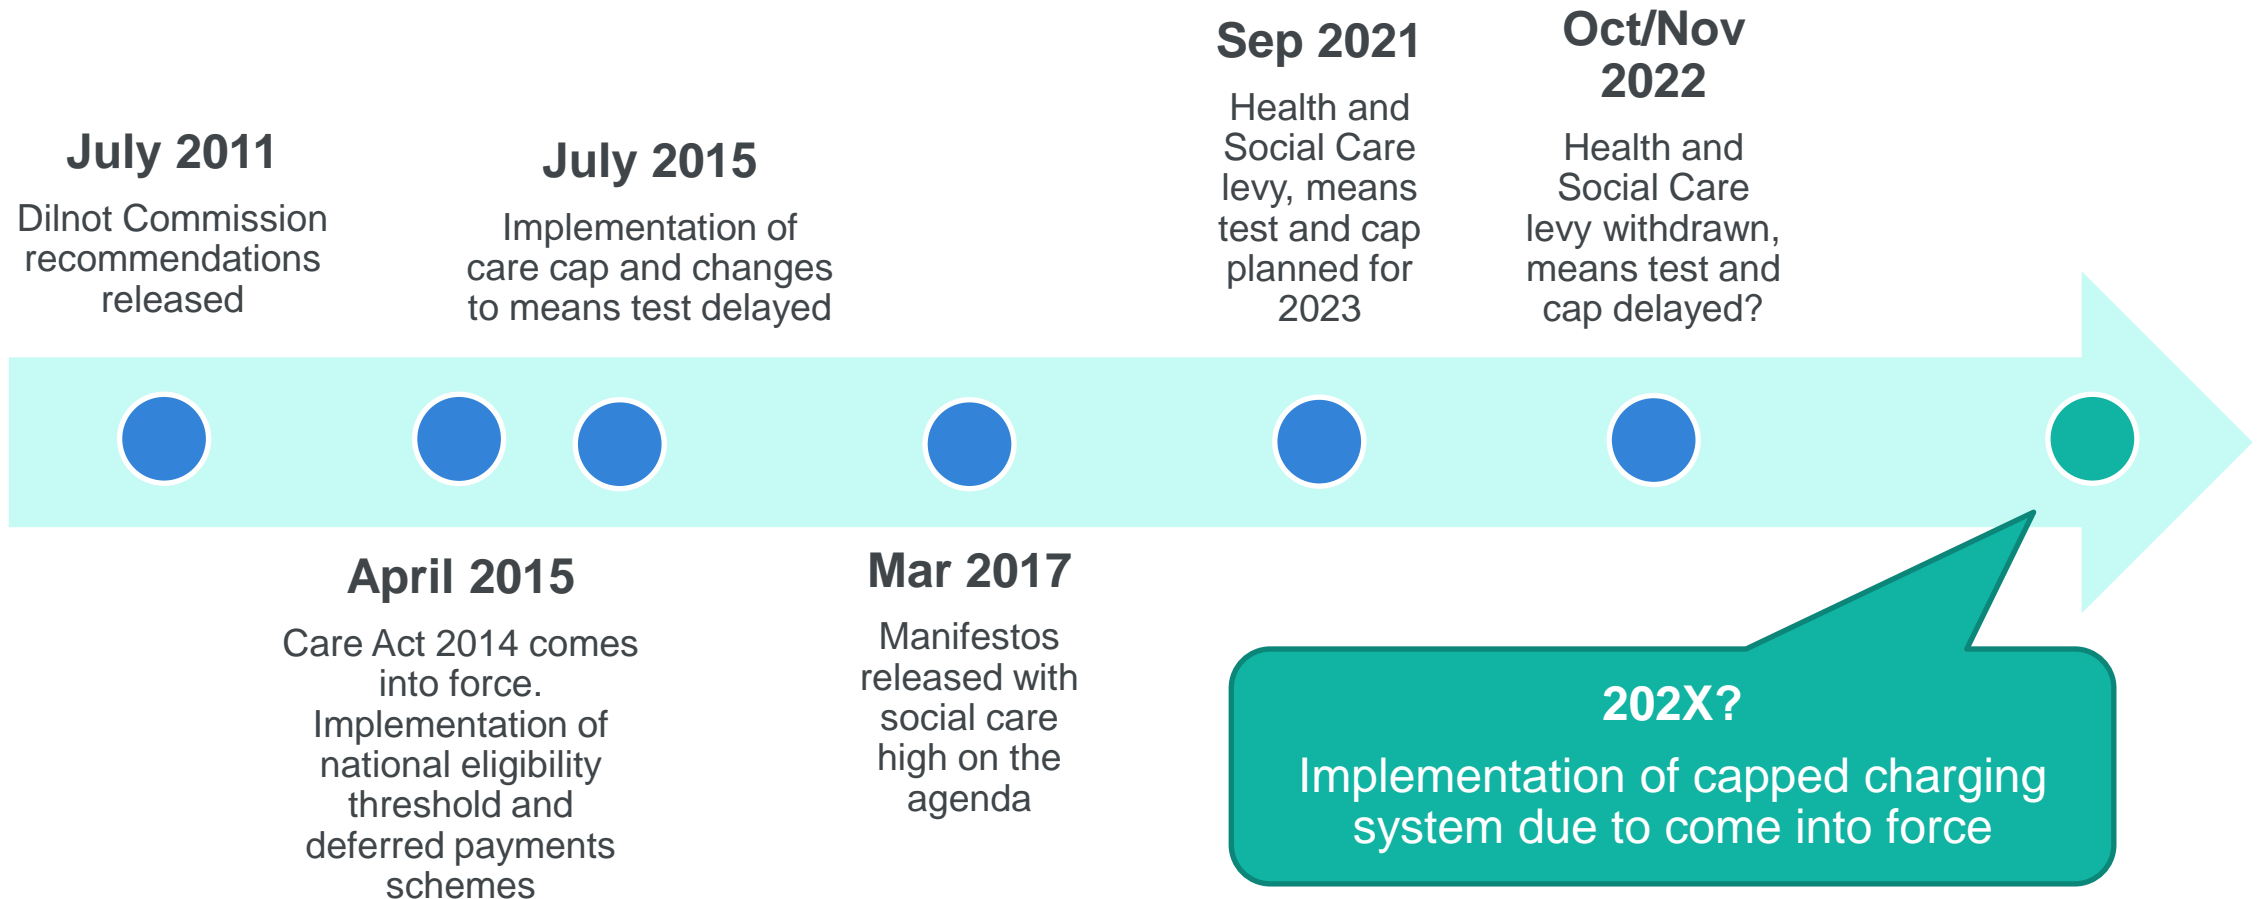 July 2011
Dilnot Commission
recommendations
released
April 2015
Care Act 2014 comes
into force.
Implementation of
national eligibility
threshold and
deferred payments
schemes
July 2015
Implementation of
care cap and changes
to means test delayed
Mar 2017
Manifestos
released with
social care
high on the
agenda
Sep 2021
Health and
Social Care
levy, means
test and cap
planned for
2023
Oct/Nov
2022
Health and
Social Care
levy withdrawn,
means test and
cap delayed?
202X?
Implementation of capped charging
system due to come into force